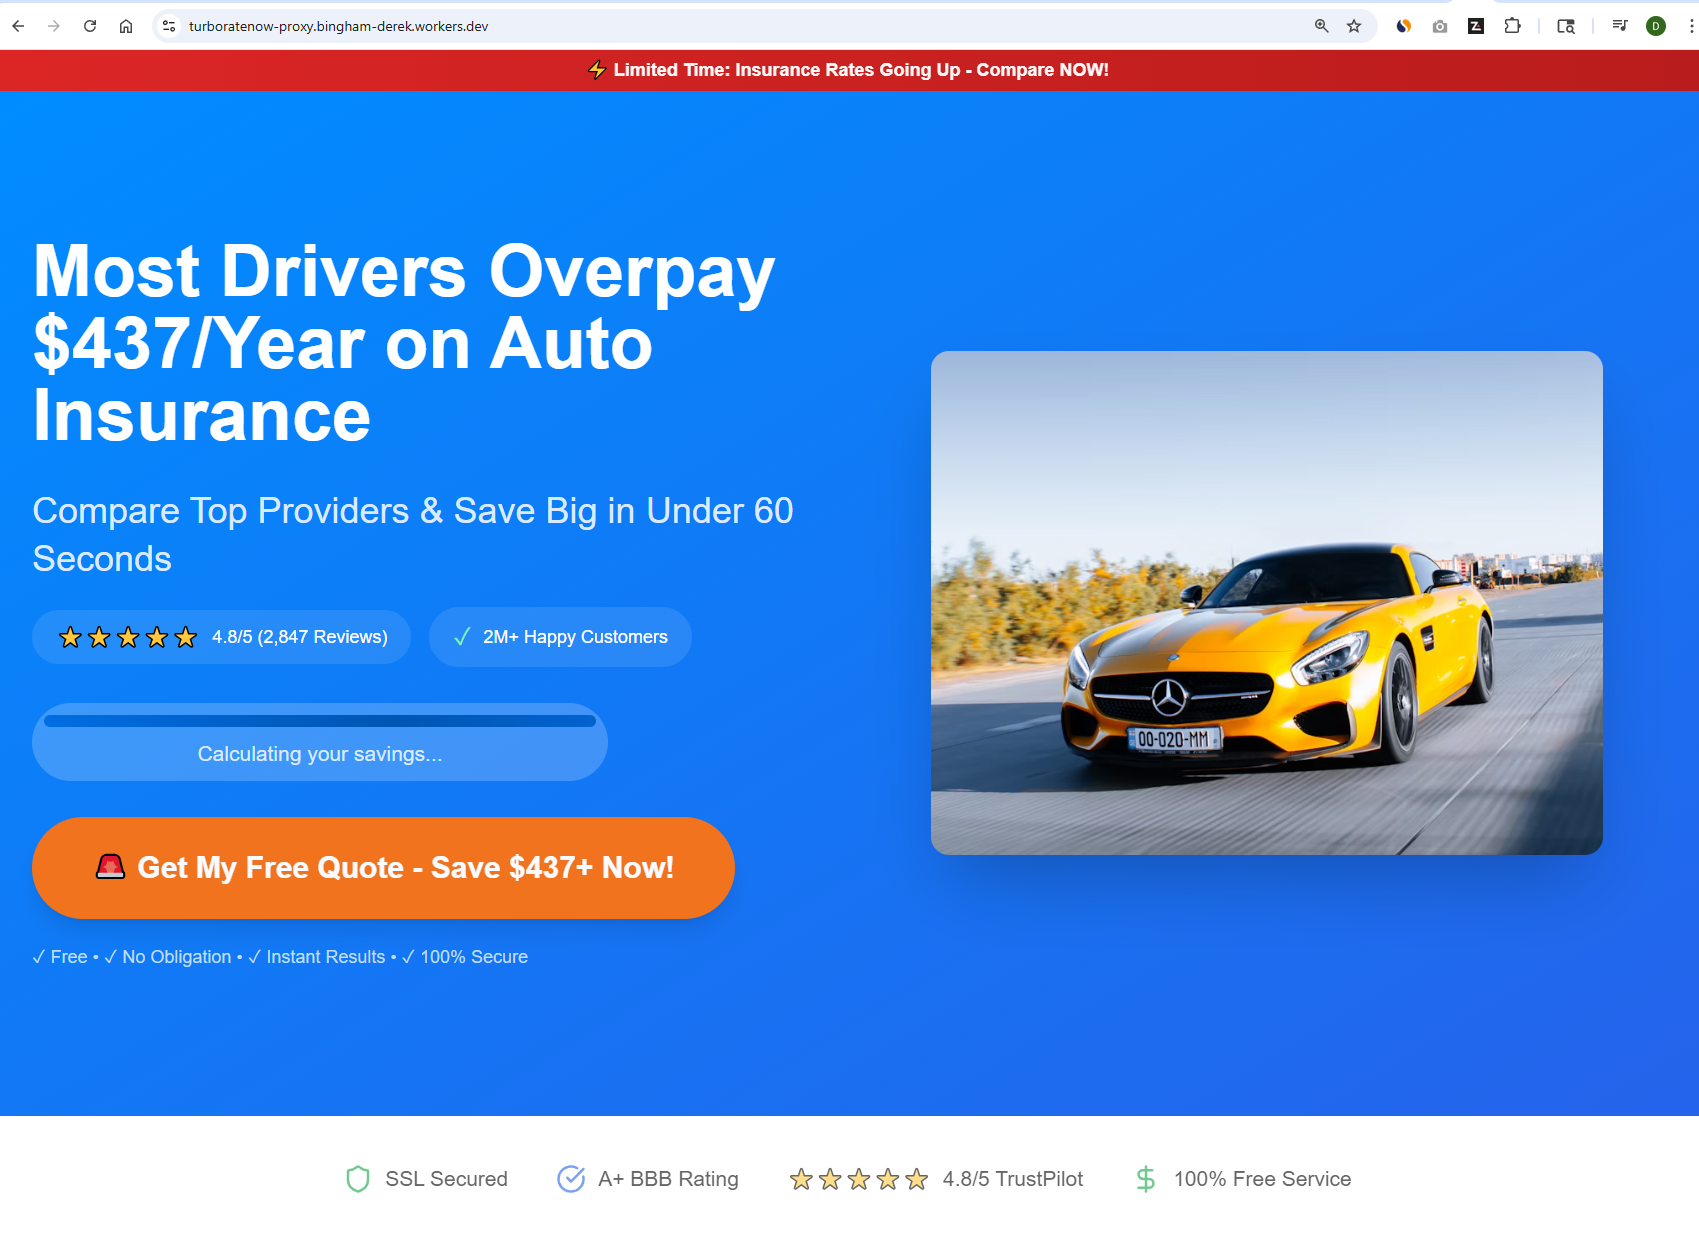 turboratenow-proxy.bingham-derek.workers.dev
D
⚡ Limited Time: Insurance Rates Going Up - Compare NOW!
Most Drivers Overpay
$437/Year on Auto
Insurance
Compare Top Providers & Save Big in Under 60
Seconds
4.8/5 (2,847 Reviews)
✓ 2M+ Happy Customers
Calculating your savings...
Get My Free Quote - Save $437+ Now!
✓ Free • ✓ No Obligation • ✓ Instant Results • ✓ 100% Secure
00-020-MM
SSL Secured
A+ BBB Rating
4.8/5 TrustPilot
100% Free Service